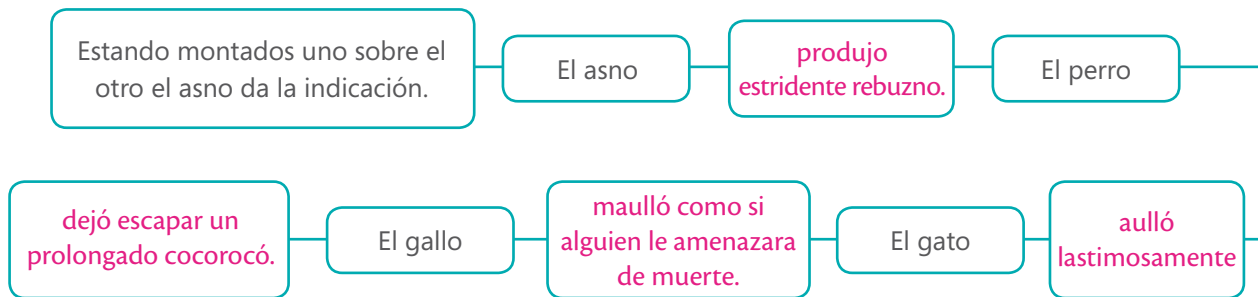 Estando montados uno sobre el
otro el asno da la indicación.
El asno
produjo
estridente rebuzno.
El perro
dejó escapar un
prolongado cocorocó.
El gallo
maulló como si
alguien le amenazara
de muerte.
El gato
aulló
lastimosamente